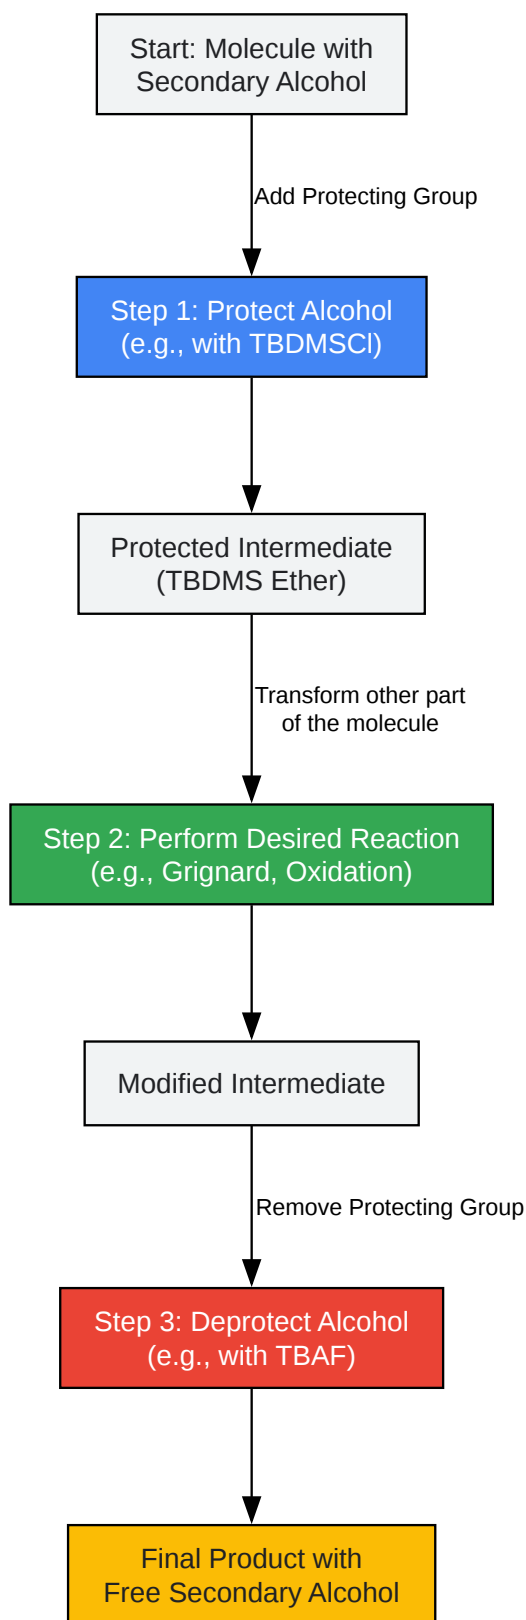 Start: Molecule with
Secondary Alcohol
Add Protecting Group
Step 1: Protect Alcohol
(e.g., with TBDMSCl)
Protected Intermediate
(TBDMS Ether)
Transform other part
of the molecule
Step 2: Perform Desired Reaction
(e.g., Grignard, Oxidation)
Modified Intermediate
Remove Protecting Group
Step 3: Deprotect Alcohol
(e.g., with TBAF)
Final Product with
Free Secondary Alcohol